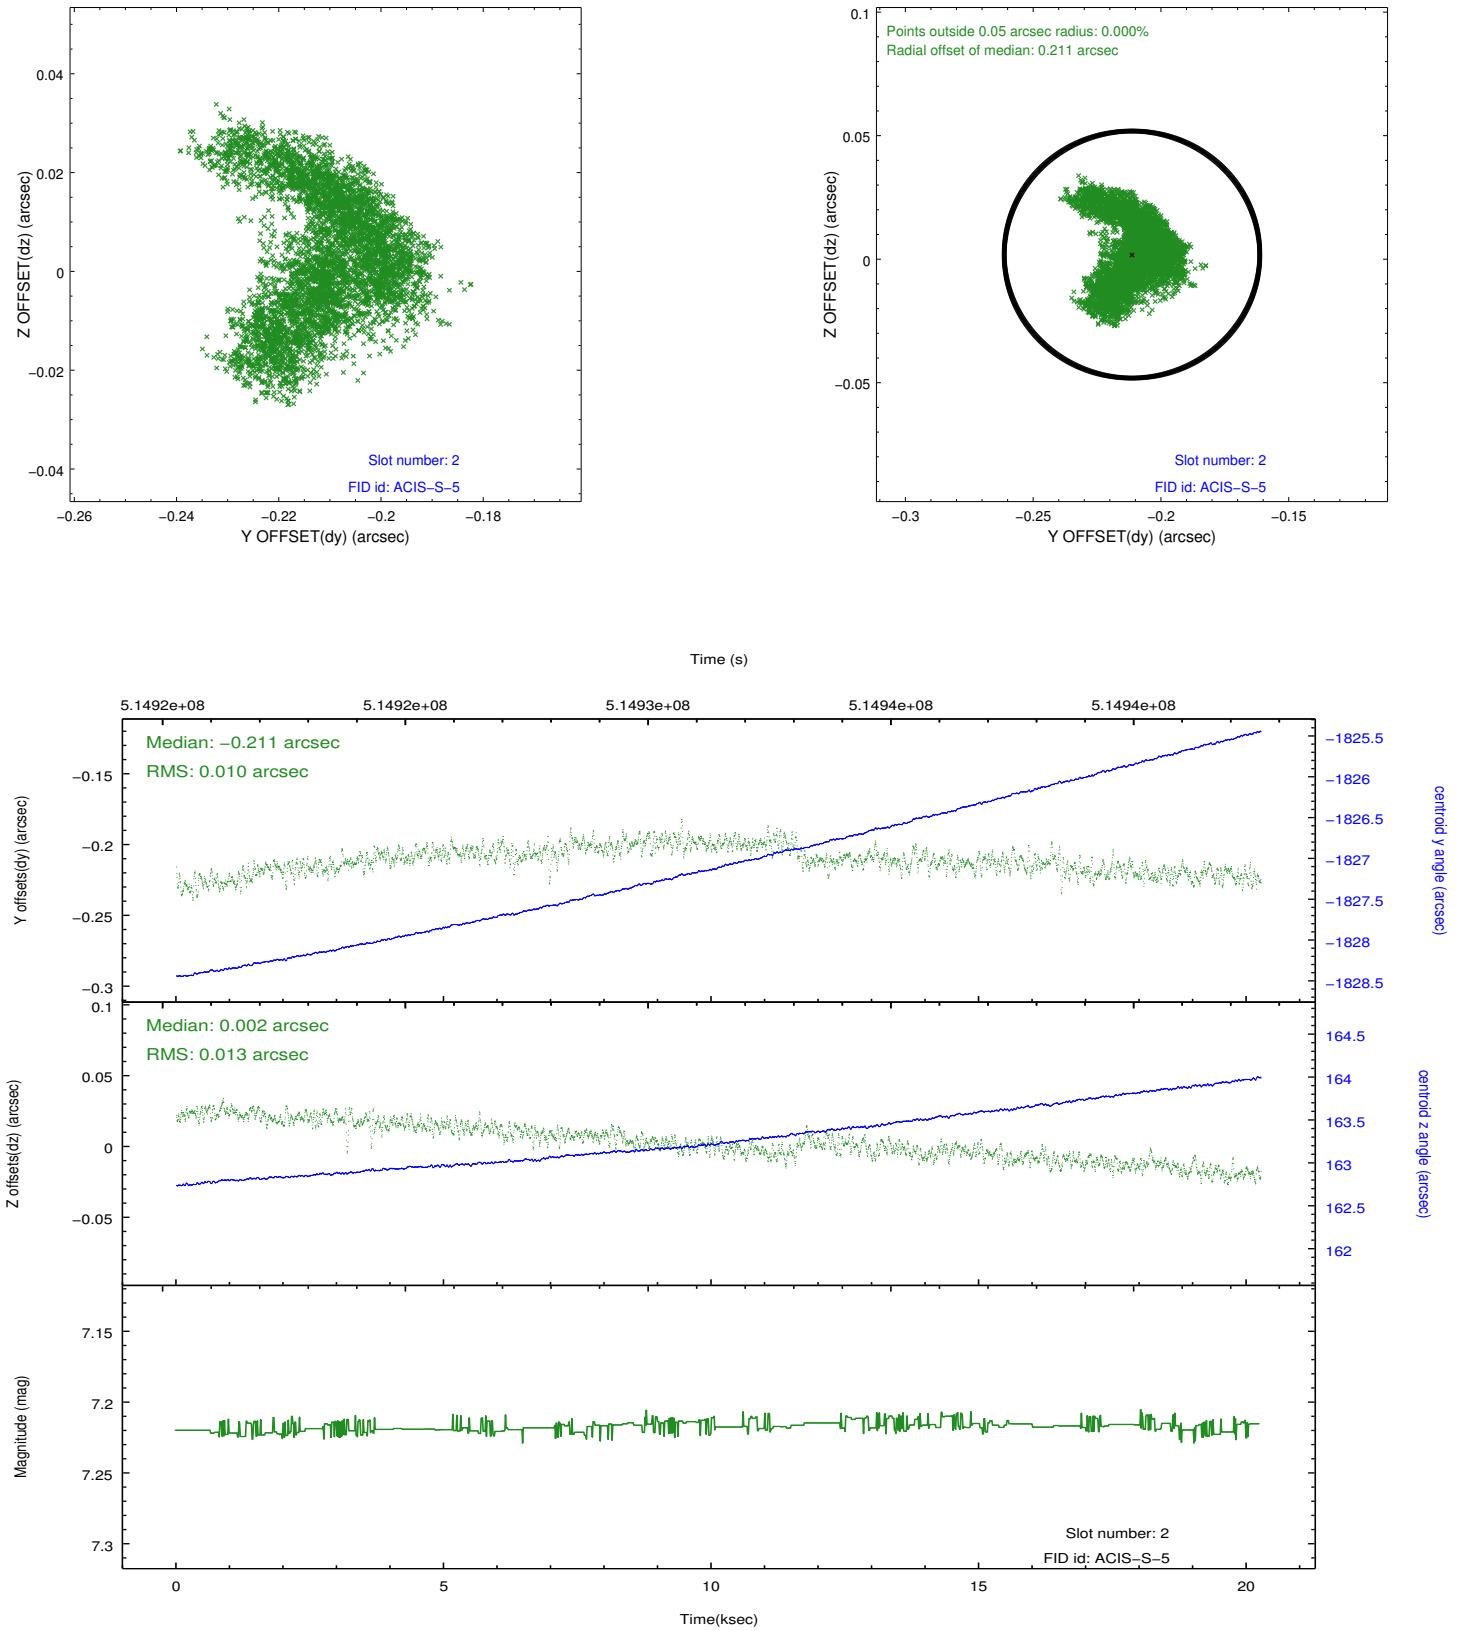 0.04
0.02
0
−0.02
−0.04
Z OFFSET(dz) (arcsec)
Slot number: 2
FID id: ACIS−S−5
−0.26
−0.24
−0.22
−0.2
−0.18
Y OFFSET(dy) (arcsec)
0.1
0.05
0
−0.05
Z OFFSET(dz) (arcsec)
Points outside 0.05 arcsec radius: 0.000%
Radial offset of median: 0.211 arcsec
Slot number: 2
FID id: ACIS−S−5
−0.3
−0.25
−0.2
−0.15
Y OFFSET(dy) (arcsec)
Time (s)
5.1492e+08
5.1492e+08
5.1493e+08
5.1494e+08
5.1494e+08
Median: −0.211 arcsec
RMS: 0.010 arcsec
−0.15
−0.2
−0.25
−0.3
Y offsets(dy) (arcsec)
−1825.5
−1826
−1826.5
−1827
−1827.5
−1828
−1828.5
centroid y angle (arcsec)
Median: 0.002 arcsec
RMS: 0.013 arcsec
0.1
0.05
0
−0.05
Z offsets(dz) (arcsec)
164.5
164
163.5
163
162.5
162
centroid z angle (arcsec)
7.15
7.2
7.25
7.3
Magnitude (mag)
Slot number: 2
FID id: ACIS−S−5
0
5
10
15
20
Time(ksec)